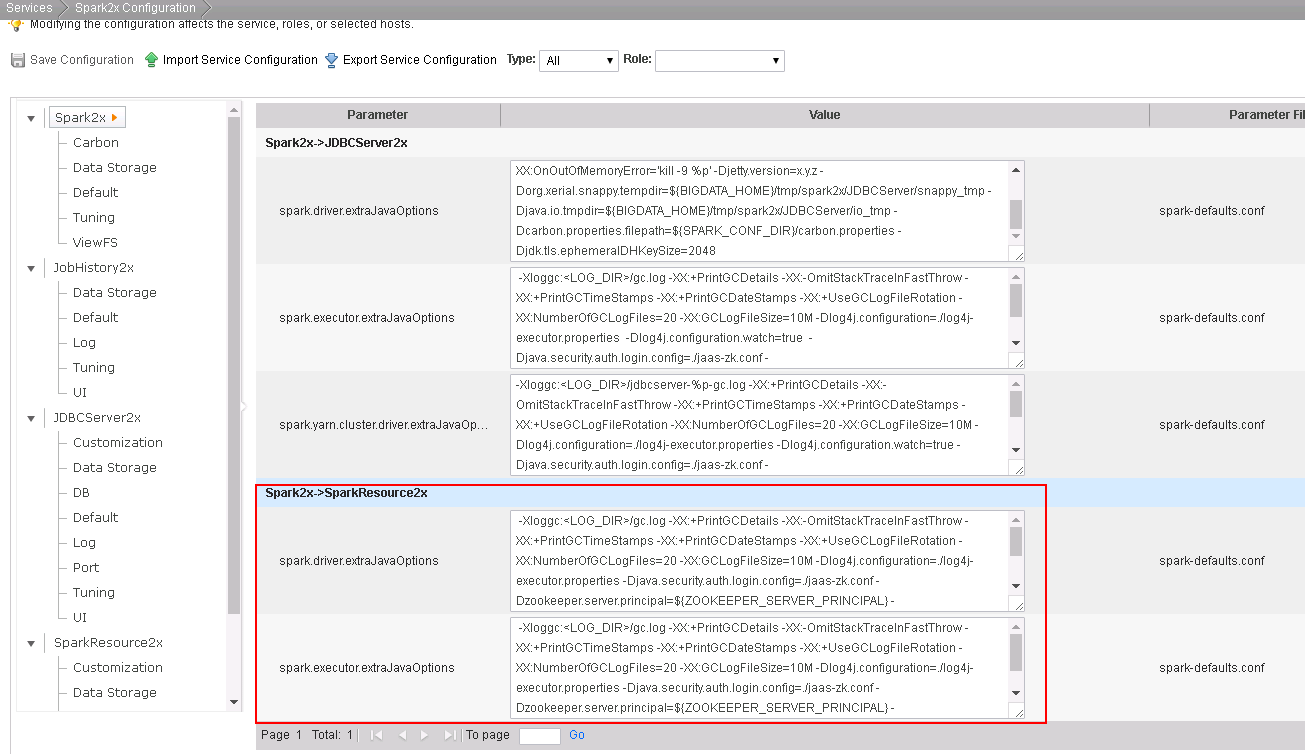 Services Spark2x Configuration
Modifying the configuration affects the service, roles, or selected hosts.
Save Configuration Import Service Configuration Export Service Configuration Type: All Role:
Spark2x
Carbon
Data Storage
Default
Tuning
ViewFS
JobHistory2x
Data Storage
Default
Log
Tuning
UI
JDBCServer2x
Customization
Data Storage
DB
Default
Log
Port
Tuning
UI
SparkResource2x
Customization
Data Storage
Parameter Value Parameter Fil
Spark2x->JDBCServer2x
spark.driver.extraJavaOptions
XX:OnOutOfMemoryError='kill -9 %p' -Djetty.version=x.y.z -
Dorg.xerial.snappy.tempdir=${BIGDATA_HOME}/tmp/spark2x/JDBCServer/snappy_tmp -
Djava.io.tmpdir=${BIGDATA_HOME}/tmp/spark2x/JDBCServer/io_tmp -
Dcarbon.properties.filepath=${SPARK_CONF_DIR}/carbon.properties -
Djdk.tls.ephemeralDHKeySize=2048
spark-defaults.conf
spark.executor.extraJavaOptions
-Xloggc:<LOG_DIR>/gc.log -XX:+PrintGCDetails -XX:-OmitStackTraceInFastThrow -
XX:+PrintGCTimeStamps -XX:+PrintGCDateStamps -XX:+UseGCLogFileRotation -
XX:NumberOfGCLogFiles=20 -XX:GCLogFileSize=10M -Dlog4j.configuration=./log4j-
executor.properties -Dlog4j.configuration.watch=true -
Djava.security.auth.login.config=./jaas-zk.conf -
spark-defaults.conf
spark.yarn.cluster.driver.extraJavaOp...
-Xloggc:<LOG_DIR>/jdbcserver-%p-gc.log -XX:+PrintGCDetails -XX:-
OmitStackTraceInFastThrow -XX:+PrintGCTimeStamps -XX:+PrintGCDateStamps -
XX:+UseGCLogFileRotation -XX:NumberOfGCLogFiles=20 -XX:GCLogFileSize=10M -
Dlog4j.configuration=./log4j-executor.properties -Dlog4j.configuration.watch=true -
Djava.security.auth.login.config=./jaas-zk.conf -
spark-defaults.conf
Spark2x->SparkResource2x
spark.driver.extraJavaOptions
-Xloggc:<LOG_DIR>/gc.log -XX:+PrintGCDetails -XX:-OmitStackTraceInFastThrow -
XX:+PrintGCTimeStamps -XX:+PrintGCDateStamps -XX:+UseGCLogFileRotation -
XX:NumberOfGCLogFiles=20 -XX:GCLogFileSize=10M -Dlog4j.configuration=./log4j-
executor.properties -Djava.security.auth.login.config=./jaas-zk.conf -
Dzookeeper.server.principal=${ZOOKEEPER_SERVER_PRINCIPAL} -
spark-defaults.conf
spark.executor.extraJavaOptions
-Xloggc:<LOG_DIR>/gc.log -XX:+PrintGCDetails -XX:-OmitStackTraceInFastThrow -
XX:+PrintGCTimeStamps -XX:+PrintGCDateStamps -XX:+UseGCLogFileRotation -
XX:NumberOfGCLogFiles=20 -XX:GCLogFileSize=10M -Dlog4j.configuration=./log4j-
executor.properties -Djava.security.auth.login.config=./jaas-zk.conf -
Dzookeeper.server.principal=${ZOOKEEPER_SERVER_PRINCIPAL} -
spark-defaults.conf
Page 1 Total: 1 To page Go